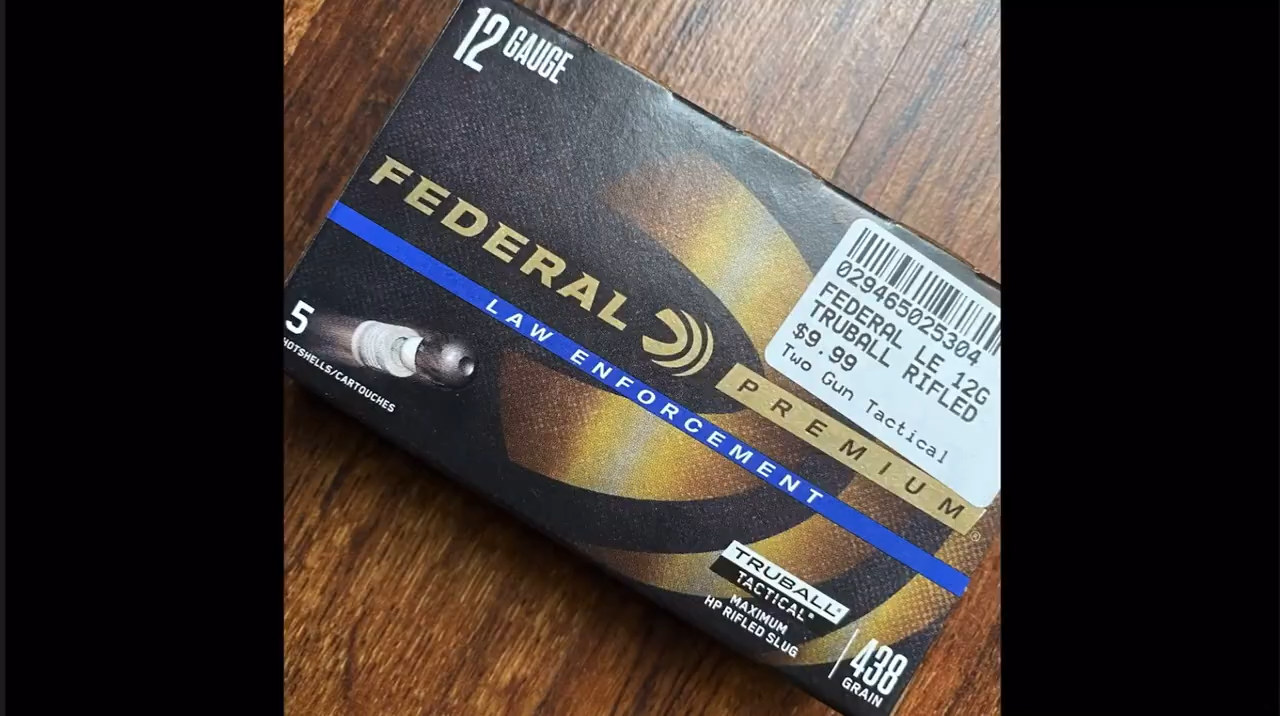 12 GAUGE
FEDERAL
LAW ENFORCEMENT
PREMIUM®
029465025304
FEDERAL LE 12G
TRUBALL RIFLED
$9.99
Two Gun Tactical
5
HOTSHELLS/CARTOUCHES
TRUBALL®
TACTICAL®
MAXIMUM
HP RIFLED SLUG
438
GRAIN